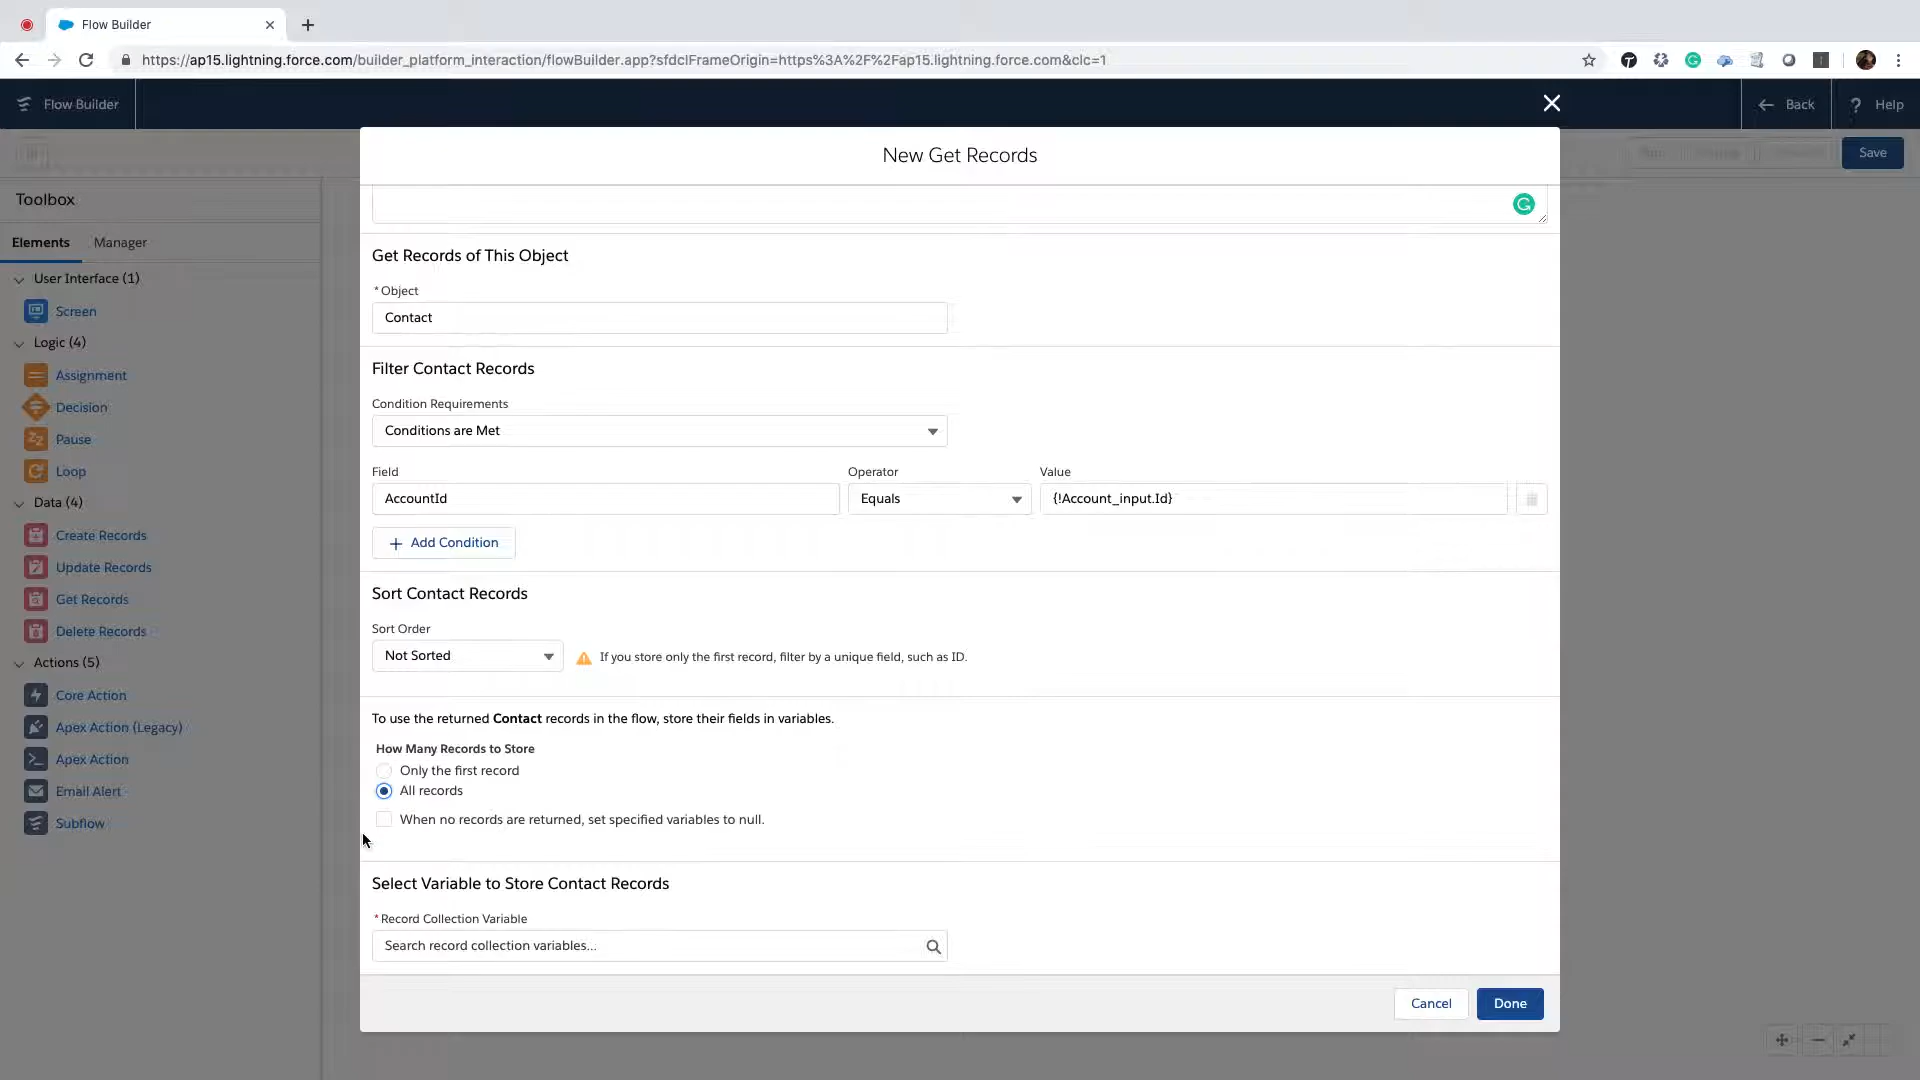 Flow Builder
https://ap15.lightning.force.com/builder_platform_interaction/flowBuilder.app?sfdclFrameOrigin=https%3A%2F%2Fap15.lightning.force.com&clc=1
Flow Builder
Back
? Help
Save
New Get Records
Toolbox
Elements
Manager
User Interface (1)
Screen
Logic (4)
Assignment
Decision
Pause
Loop
Data (4)
Create Records
Update Records
Get Records
Delete Records
Actions (5)
Core Action
Apex Action (Legacy)
Apex Action
Email Alert
Subflow
Get Records of This Object
* Object
Contact
Filter Contact Records
Condition Requirements
Conditions are Met
Field Operator Value
AccountId Equals {!Account_input.Id}
+ Add Condition
Sort Contact Records
Sort Order
Not Sorted
If you store only the first record, filter by a unique field, such as ID.
To use the returned Contact records in the flow, store their fields in variables.
How Many Records to Store
Only the first record
All records
When no records are returned, set specified variables to null.
Select Variable to Store Contact Records
* Record Collection Variable
Search record collection variables...
Cancel
Done